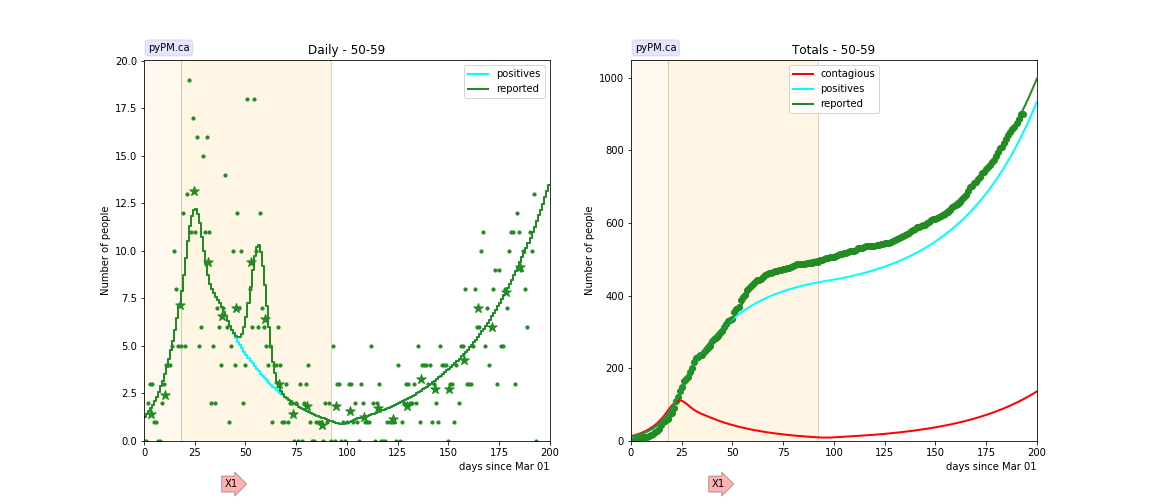 pyPM.ca
Daily - 50-59
positives
reported
Number of people
20.0
17.5
15.0
12.5
10.0
7.5
5.0
2.5
0.0
0 25 50 75 100 125 150 175 200
days since Mar 01
X1
pyPM.ca
Totals - 50-59
contagious
positives
reported
Number of people
1000
800
600
400
200
0
0 25 50 75 100 125 150 175 200
days since Mar 01
X1